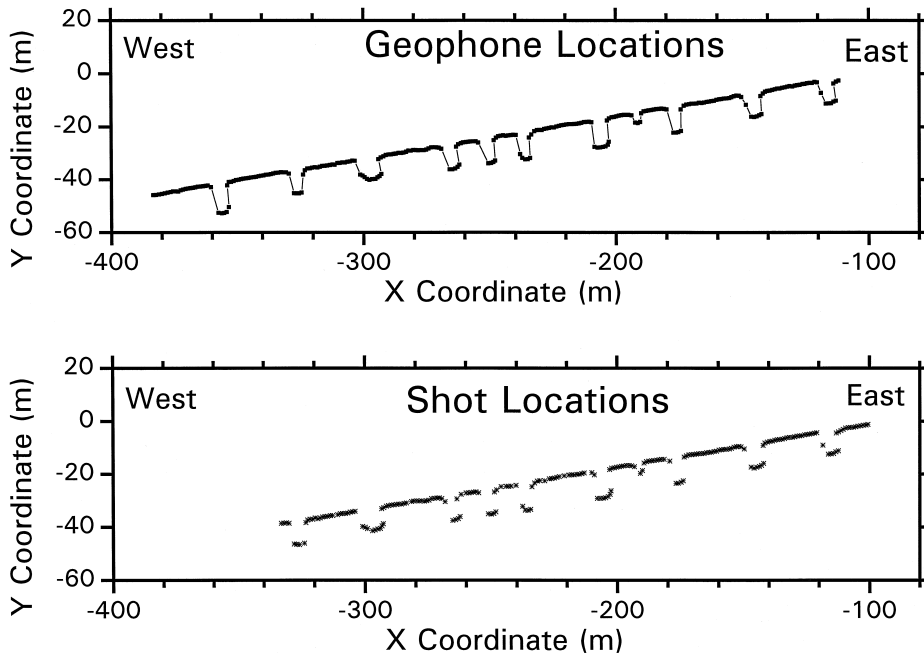 20
West
Geophone Locations
East
0
-20
-40
-60
Y Coordinate (m)
-400
-300
-200
-100
X Coordinate (m)
20
West
Shot Locations
East
0
-20
-40
-60
Y Coordinate (m)
-400
-300
-200
-100
X Coordinate (m)